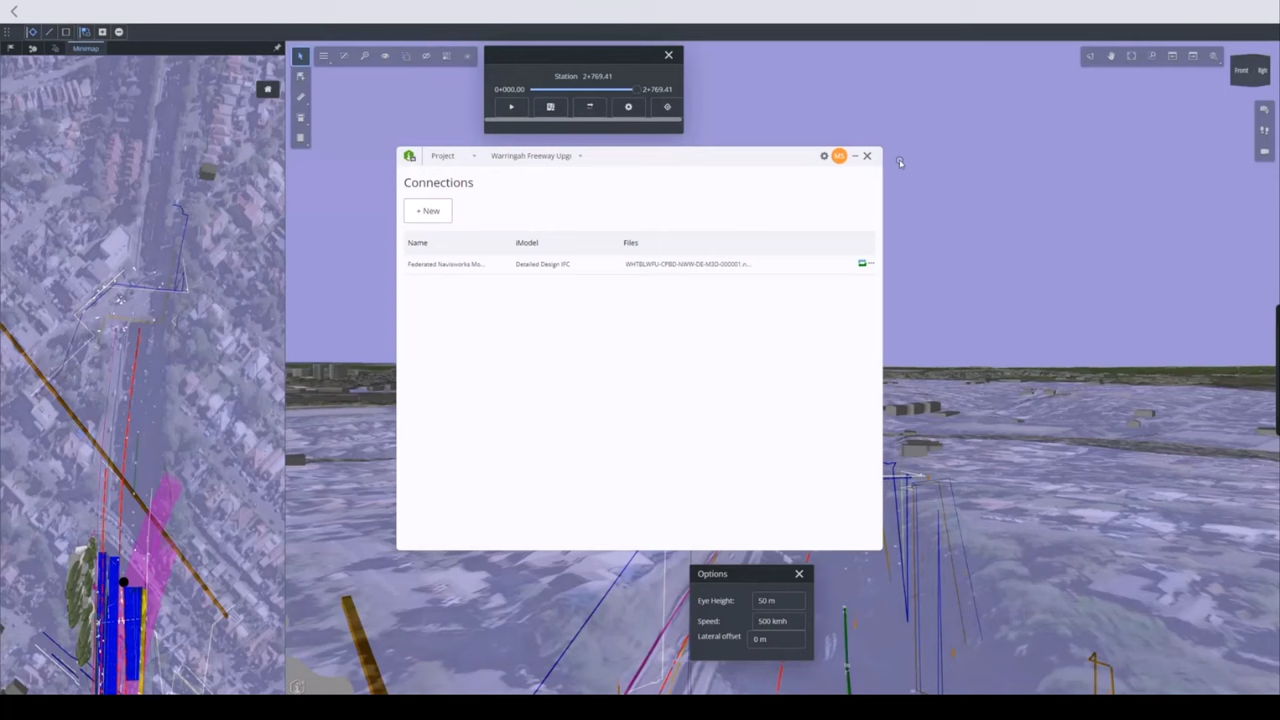 Minimap
Station 2+769.41
0+000.00 2+769.41
Front
Project Warringah Freeway Upgr MS
Connections
+ New
Name iModel Files
Federated Navisworks Mo... Detailed Design IFC WHTBLWFU-CPBD-NWW-DE-M3D-000001.n...
Options
Eye Height: 50 m
Speed: 500 kmh
Lateral offset 0 m